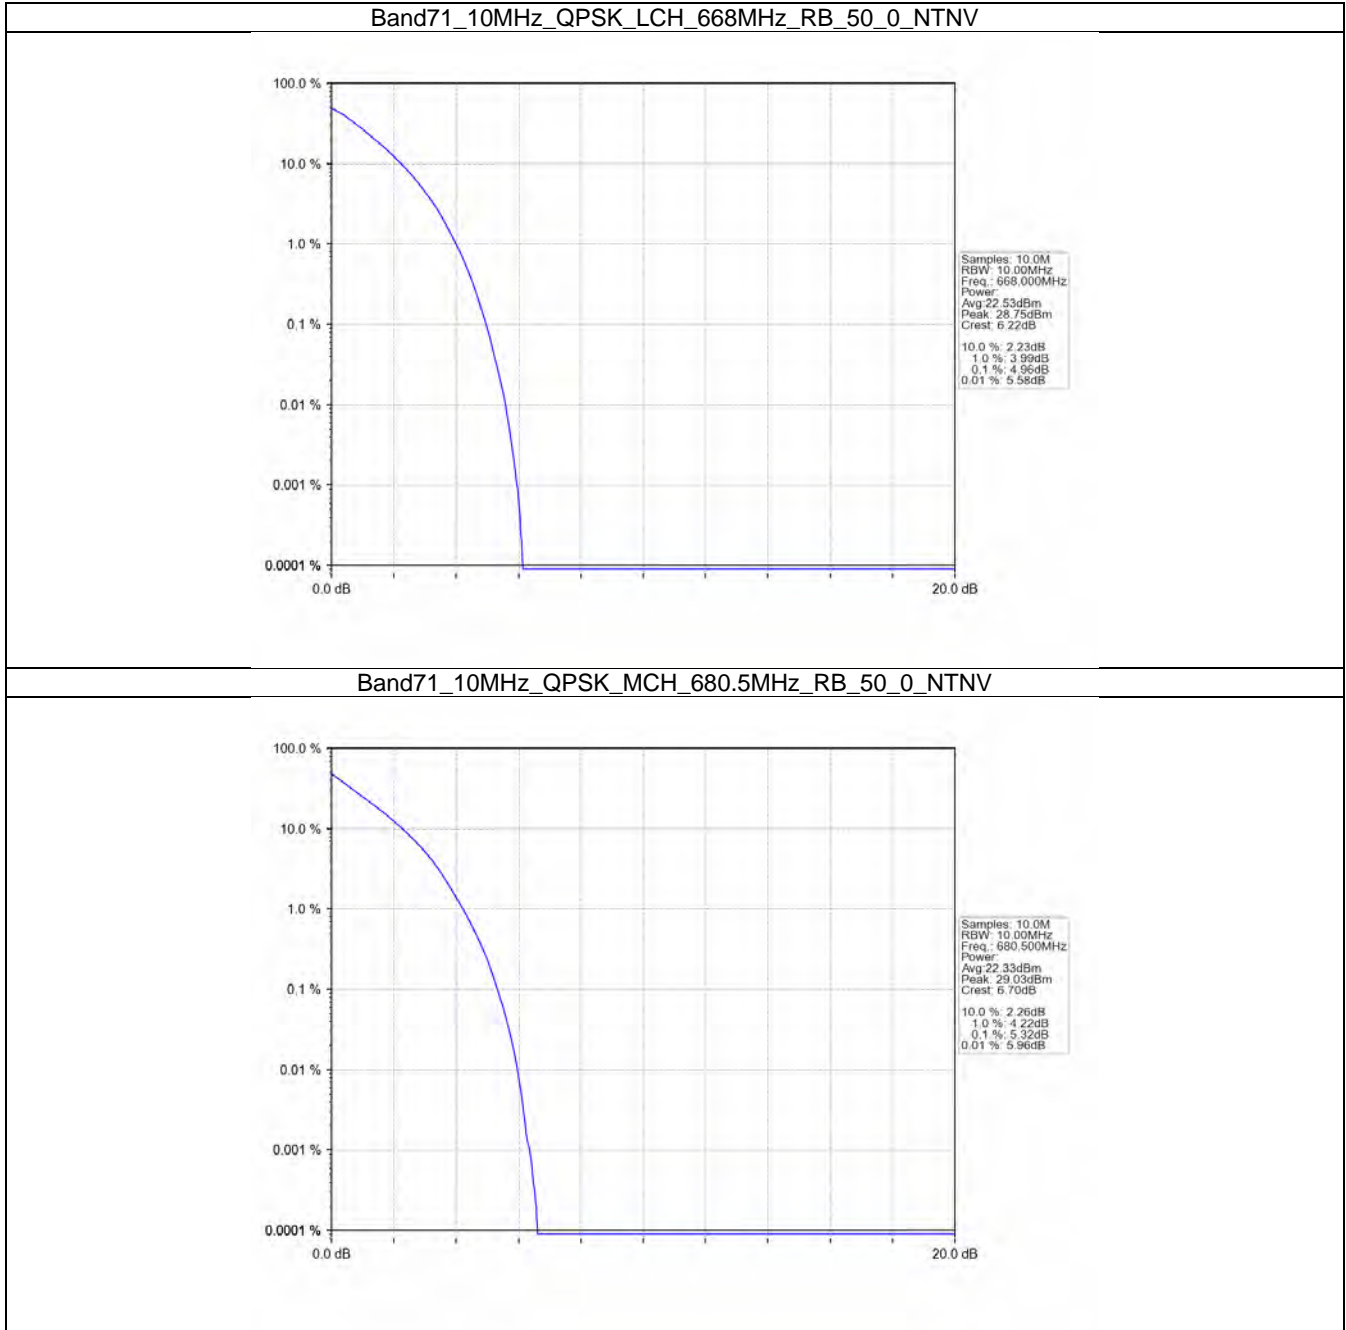 Band71_10MHz_QPSK_LCH_668MHz_RB_50_0_NTNV
100.0 %
10.0 %
1.0 %
0.1 %
0.01 %
0.001 %
0.0001 %
0.0 dB
20.0 dB
Samples: 10.0M
RBW: 10.00MHz
Freq.: 668.000MHz
Power:
Avg:22.53dBm
Peak: 28.75dBm
Crest: 6.22dB
10.0 %: 2.23dB
1.0 %: 3.99dB
0.1 %: 4.96dB
0.01 %: 5.58dB
Band71_10MHz_QPSK_MCH_680.5MHz_RB_50_0_NTNV
100.0 %
10.0 %
1.0 %
0.1 %
0.01 %
0.001 %
0.0001 %
0.0 dB
20.0 dB
Samples: 10.0M
RBW: 10.00MHz
Freq.: 680.500MHz
Power:
Avg:22.33dBm
Peak: 29.03dBm
Crest: 6.70dB
10.0 %: 2.26dB
1.0 %: 4.22dB
0.1 %: 5.32dB
0.01 %: 5.96dB